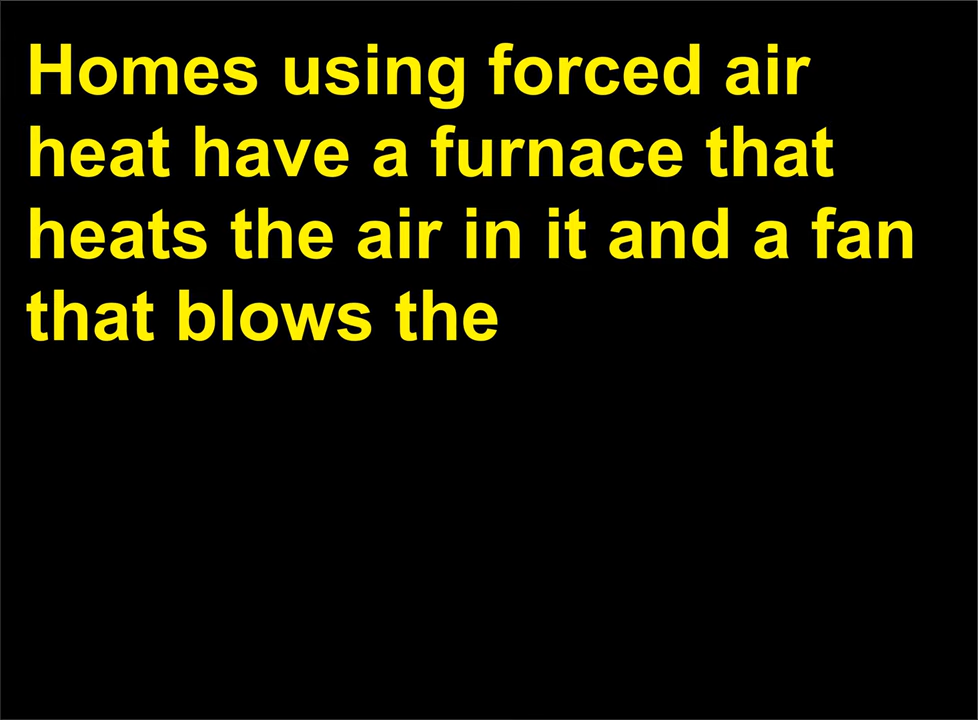 Homes using forced air
heat have a furnace that
heats the air in it and a fan
that blows the